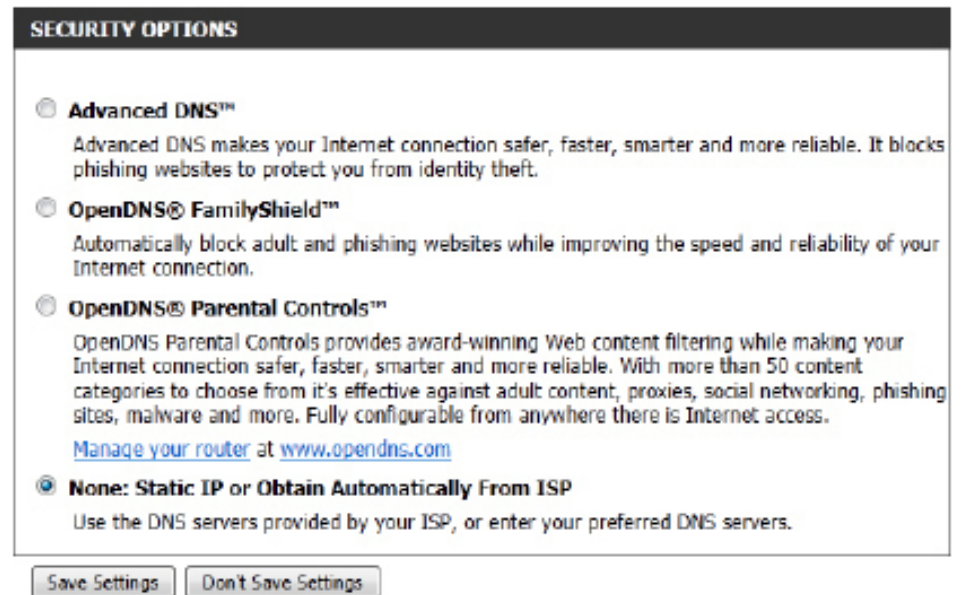 SECURITY OPTIONS
Advanced DNS™
Advanced DNS makes your Internet connection safer, faster, smarter and more reliable. It blocks
phishing websites to protect you from identity theft.
OpenDNS® FamilyShield™
Automatically block adult and phishing websites while improving the speed and reliability of your
Internet connection.
OpenDNS® Parental Controls™
OpenDNS Parental Controls provides award-winning Web content filtering while making your
Internet connection safer, faster, smarter and more reliable. With more than 50 content
categories to choose from it's effective against adult content, proxies, social networking, phishing
sites, malware and more. Fully configurable from anywhere there is Internet access.
Manage your router at www.opendns.com
None: Static IP or Obtain Automatically From ISP
Use the DNS servers provided by your ISP, or enter your preferred DNS servers.
Save Settings Don't Save Settings